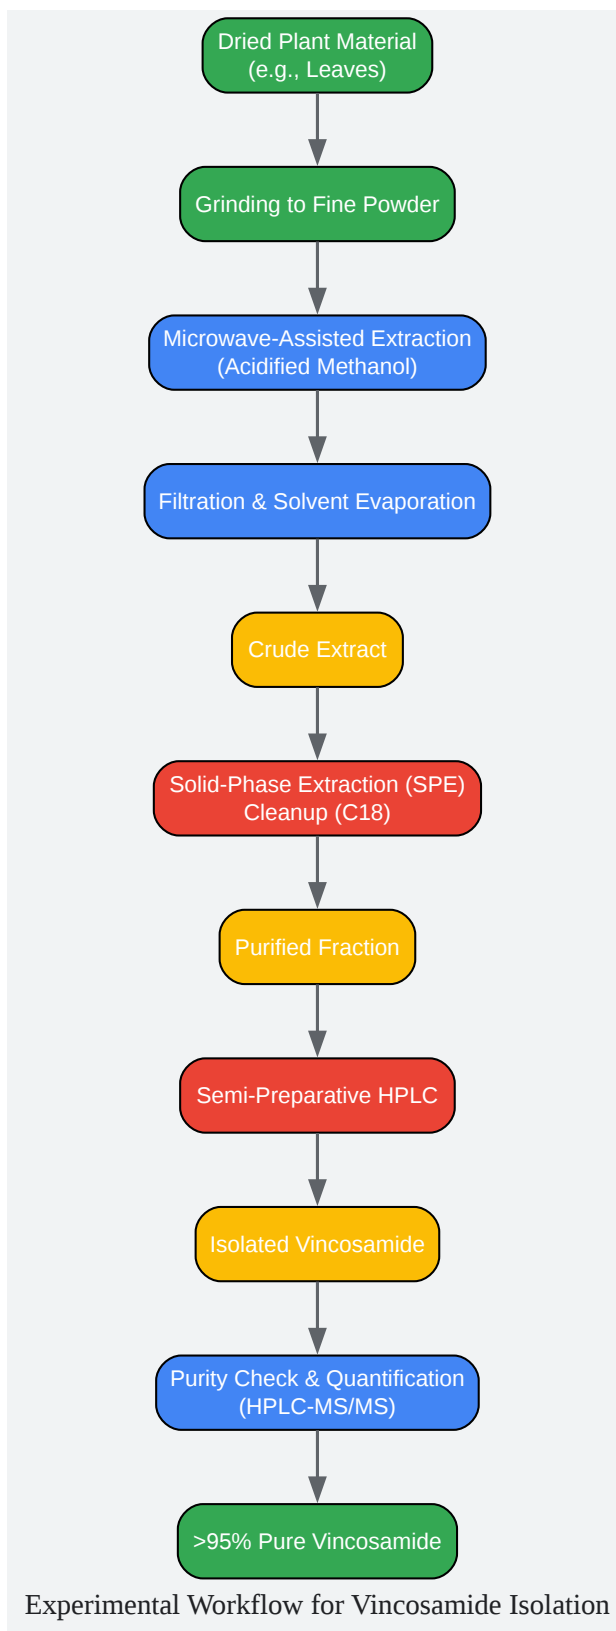 Dried Plant Material
(e.g., Leaves)
Grinding to Fine Powder
Microwave-Assisted Extraction
(Acidified Methanol)
Filtration & Solvent Evaporation
Crude Extract
Solid-Phase Extraction (SPE)
Cleanup (C18)
Purified Fraction
Semi-Preparative HPLC
Isolated Vincosamide
Purity Check & Quantification
(HPLC-MS/MS)
>95% Pure Vincosamide
Experimental Workflow for Vincosamide Isolation